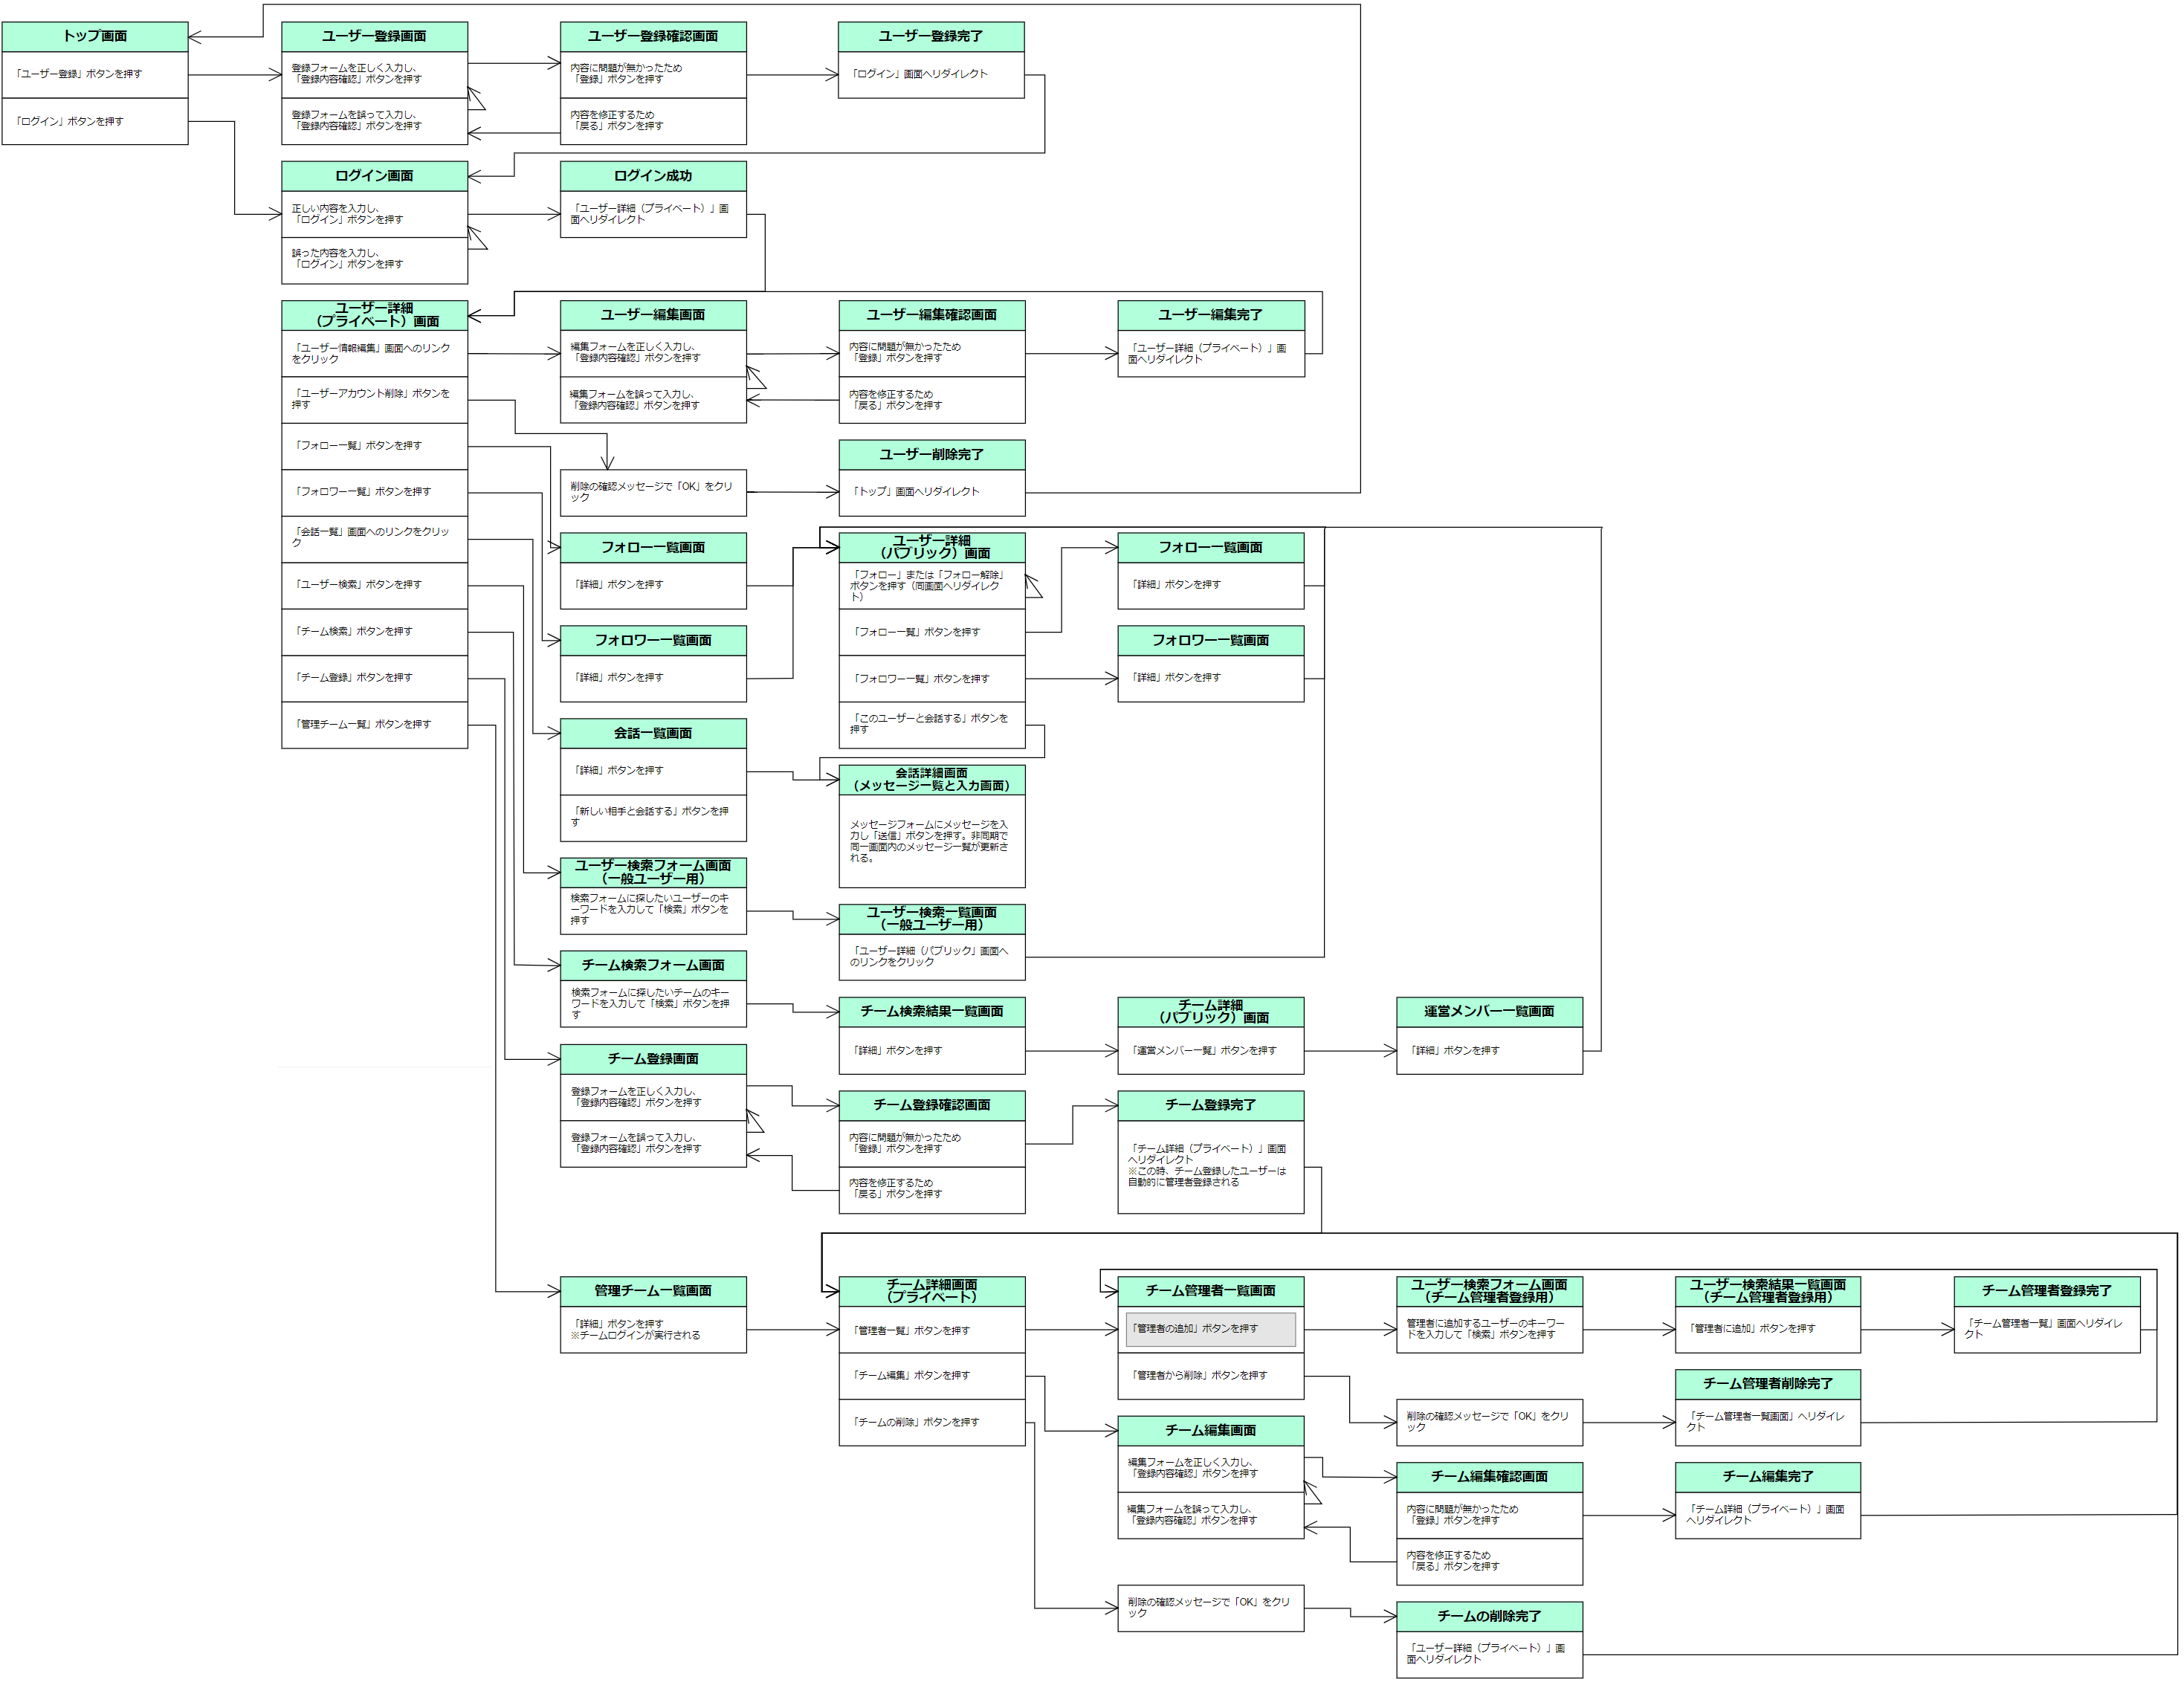 トップ画面
「ユーザー登録」ボタンを押す
「ログイン」ボタンを押す
ユーザー登録画面
登録フォームを正しく入力し、
「登録内容確認」ボタンを押す
登録フォームを誤って入力し、
「登録内容確認」ボタンを押す
ユーザー登録確認画面
内容に問題が無かったため
「登録」ボタンを押す
内容を修正するため
「戻る」ボタンを押す
ユーザー登録完了
「ログイン」画面へリダイレクト
ログイン画面
正しい内容を入力し、
「ログイン」ボタンを押す
誤った内容を入力し、
「ログイン」ボタンを押す
ログイン成功
「ユーザー詳細（プライベート）」画
面へリダイレクト
ユーザー詳細
（プライベート）画面
「ユーザー情報編集」画面へのリンク
をクリック
「ユーザーアカウント削除」ボタンを
押す
「フォロー一覧」ボタンを押す
「フォロワー一覧」ボタンを押す
「会話一覧」画面へのリンクをクリッ
ク
「ユーザー検索」ボタンを押す
「チーム検索」ボタンを押す
「チーム登録」ボタンを押す
「管理チーム一覧」ボタンを押す
ユーザー編集画面
編集フォームを正しく入力し、
「登録内容確認」ボタンを押す
編集フォームを誤って入力し、
「登録内容確認」ボタンを押す
ユーザー編集確認画面
内容に問題が無かったため
「登録」ボタンを押す
内容を修正するため
「戻る」ボタンを押す
ユーザー編集完了
「ユーザー詳細（プライベート）」画
面へリダイレクト
削除の確認メッセージで「OK」をクリ
ック
ユーザー削除完了
「トップ」画面へリダイレクト
フォロー一覧画面
「詳細」ボタンを押す
ユーザー詳細
（パブリック）画面
「フォロー」または「フォロー解除」
ボタンを押す（同画面へリダイレク
ト）
「フォロー一覧」ボタンを押す
「フォロワー一覧」ボタンを押す
「このユーザーと会話する」ボタンを
押す
フォロー一覧画面
「詳細」ボタンを押す
フォロワー一覧画面
「詳細」ボタンを押す
フォロワー一覧画面
「詳細」ボタンを押す
会話一覧画面
「詳細」ボタンを押す
「新しい相手と会話する」ボタンを押
す
会話詳細画面
（メッセージ一覧と入力画面）
メッセージフォームにメッセージを入
力し「送信」ボタンを押す。非同期で
同一画面内のメッセージ一覧が更新さ
れる。
ユーザー検索フォーム画面
（一般ユーザー用）
検索フォームに探したいユーザーのキ
ーワードを入力して「検索」ボタンを
押す
ユーザー検索一覧画面
（一般ユーザー用）
「ユーザー詳細（パブリック」画面へ
のリンクをクリック
チーム検索フォーム画面
検索フォームに探したいチームのキー
ワードを入力して「検索」ボタンを押
す
チーム検索結果一覧画面
「詳細」ボタンを押す
チーム詳細
（パブリック）画面
「運営メンバー一覧」ボタンを押す
運営メンバー一覧画面
「詳細」ボタンを押す
チーム登録画面
登録フォームを正しく入力し、
「登録内容確認」ボタンを押す
登録フォームを誤って入力し、
「登録内容確認」ボタンを押す
チーム登録確認画面
内容に問題が無かったため
「登録」ボタンを押す
内容を修正するため
「戻る」ボタンを押す
チーム登録完了
「チーム詳細（プライベート）」画面
へリダイレクト
※この時、チーム登録したユーザーは
自動的に管理者登録される
管理チーム一覧画面
「詳細」ボタンを押す
※チームログインが実行される
チーム詳細画面
（プライベート）
「管理者一覧」ボタンを押す
「チーム編集」ボタンを押す
「チームの削除」ボタンを押す
チーム管理者一覧画面
「管理者の追加」ボタンを押す
「管理者から削除」ボタンを押す
ユーザー検索フォーム画面
（チーム管理者登録用）
管理者に追加するユーザーのキーワー
ドを入力して「検索」ボタンを押す
ユーザー検索結果一覧画面
（チーム管理者登録用）
「管理者に追加」ボタンを押す
チーム管理者登録完了
「チーム管理者一覧」画面へリダイレ
クト
削除の確認メッセージで「OK」をクリ
ック
チーム管理者削除完了
「チーム管理者一覧画面」へリダイレ
クト
チーム編集画面
編集フォームを正しく入力し、
「登録内容確認」ボタンを押す
編集フォームを誤って入力し、
「登録内容確認」ボタンを押す
チーム編集確認画面
内容に問題が無かったため
「登録」ボタンを押す
内容を修正するため
「戻る」ボタンを押す
チーム編集完了
「チーム詳細（プライベート）」画面
へリダイレクト
削除の確認メッセージで「OK」をクリ
ック
チームの削除完了
「ユーザー詳細（プライベート）」画
面へリダイレクト